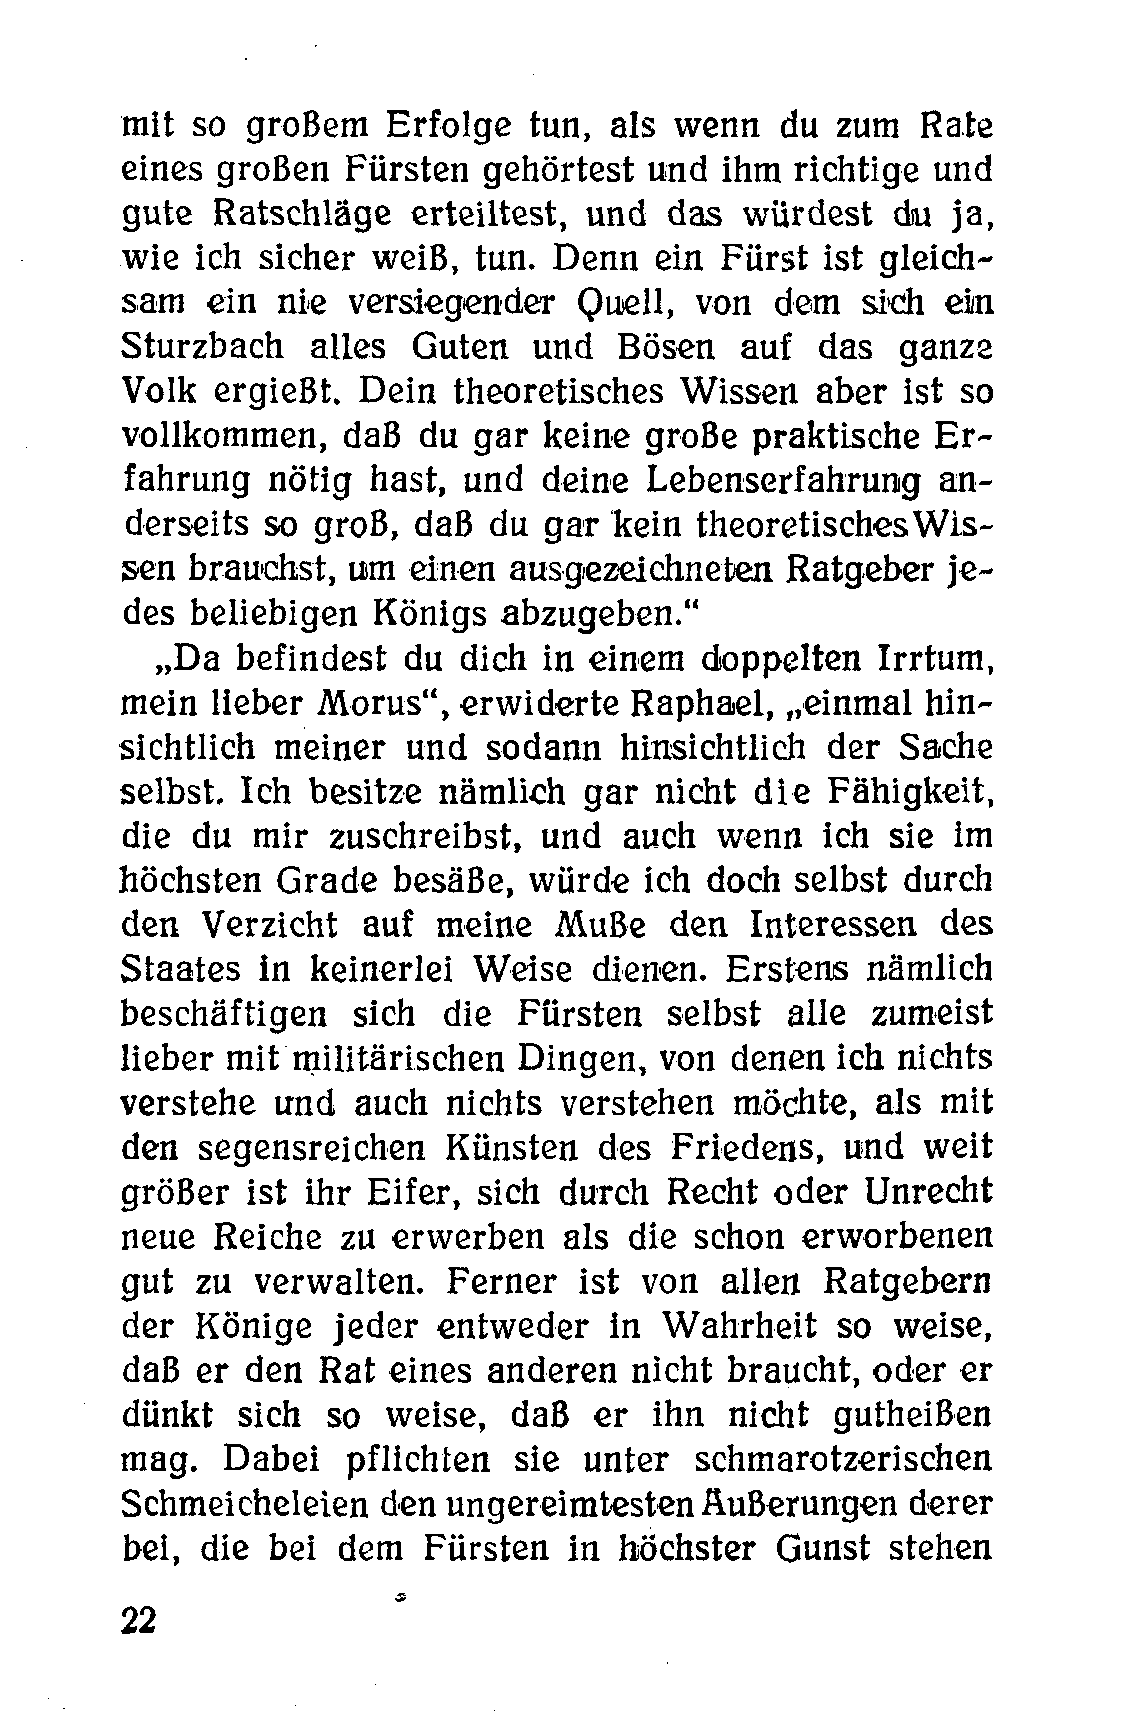 mit so großem Erfolge tun, als wenn du zum Rate
eines großen Fürsten gehörtest und ihm richtige und
gute Ratschläge erteiltest, und das würdest du ja,
wie ich sicher weiß, tun. Denn ein Fürst ist gleich-
sam ein nie versiegender Quell, von dem sich ein
Sturzbach alles Guten und Bösen auf das ganze
Volk ergießt. Dein theoretisches Wissen aber ist so
vollkommen, daß du gar keine große praktische Er-
fahrung nötig hast, und deine Lebenserfahrung an-
derseits so groß, daß du gar kein theoretisches Wis-
sen brauchst, um einen ausgezeichneten Ratgeber je-
des beliebigen Königs abzugeben.“
„Da befindest du dich in einem doppelten Irrtum,
mein lieber Morus“, erwiderte Raphael, „einmal hin-
sichtlich meiner und sodann hinsichtlich der Sache
selbst. Ich besitze nämlich gar nicht die Fähigkeit,
die du mir zuschreibst, und auch wenn ich sie im
höchsten Grade besäße, würde ich doch selbst durch
den Verzicht auf meine Muße den Interessen des
Staates in keinerlei Weise dienen. Erstens nämlich
beschäftigen sich die Fürsten selbst alle zumeist
lieber mit militärischen Dingen, von denen ich nichts
verstehe und auch nichts verstehen möchte, als mit
den segensreichen Künsten des Friedens, und weit
größer ist ihr Eifer, sich durch Recht oder Unrecht
neue Reiche zu erwerben als die schon erworbenen
gut zu verwalten. Ferner ist von allen Ratgebern
der Könige jeder entweder in Wahrheit so weise,
daß er den Rat eines anderen nicht braucht, oder er
dünkt sich so weise, daß er ihn nicht gutheißen
mag. Dabei pflichten sie unter schmarotzerischen
Schmeicheleien den ungereimtesten Äußerungen derer
bei, die bei dem Fürsten in höchster Gunst stehen
22